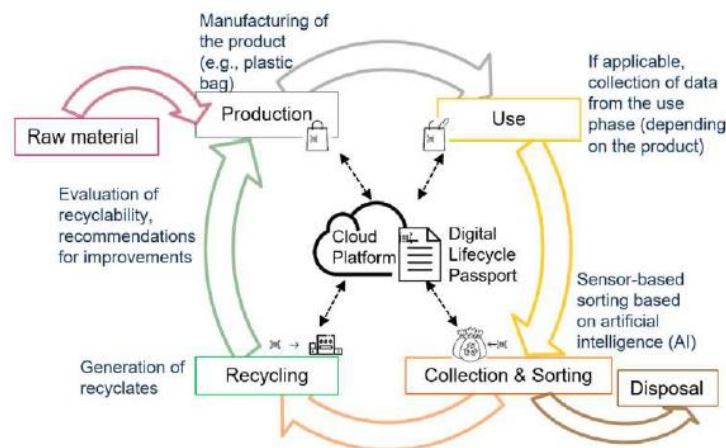 Manufacturing of
the product
(e.g., plastic
bag)
Production
Raw material
If applicable,
collection of data
from the use
phase (depending
on the product)
Use
Evaluation of
recyclability,
recommendations
for improvements
Cloud
Platform
Digital
Lifecycle
Passport
Sensor-based
sorting based
on artificial
intelligence (AI)
Generation of
recyclates
Recycling
Collection & Sorting
Disposal